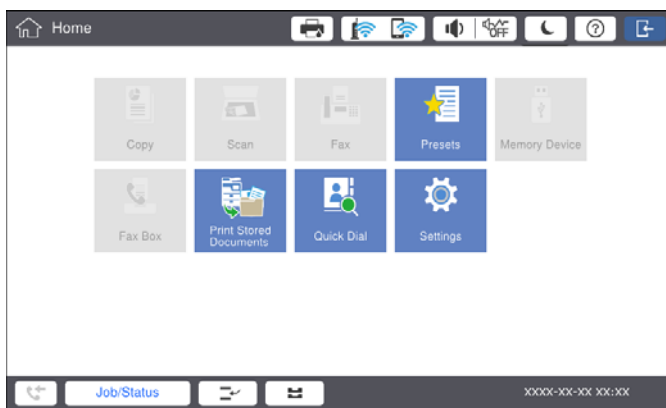 Home
OFF
Copy
Scan
Fax
Presets
Memory Device
Fax Box
Print Stored
Documents
Quick Dial
Settings
Job/Status
XXXX-XX-XX XX:XX